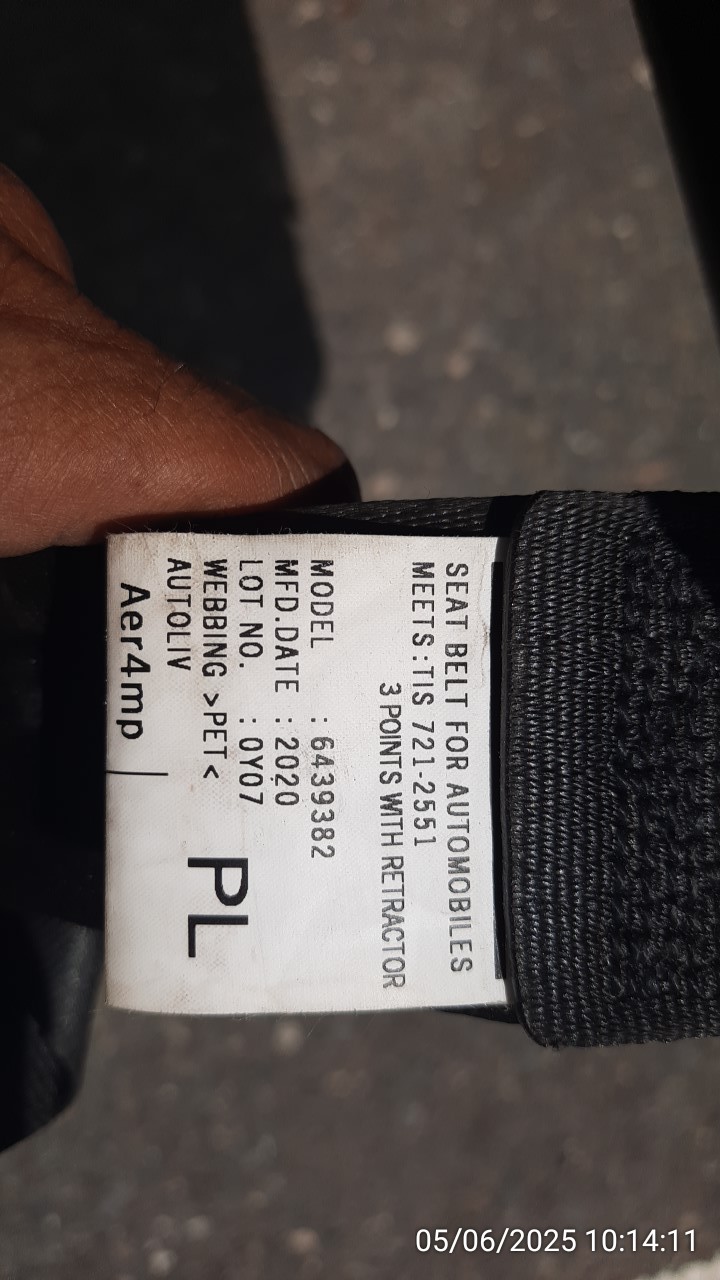 SEAT BELT FOR AUTOMOBILES
MEETS:TIS 721-2551
3 POINTS WITH RETRACTOR
MODEL : 6439382
MFD.DATE : 2020
LOT NO. : 0Y07
WEBBING >PET<
AUTOLIV
PL
Aer4mp
05/06/2025 10:14:11